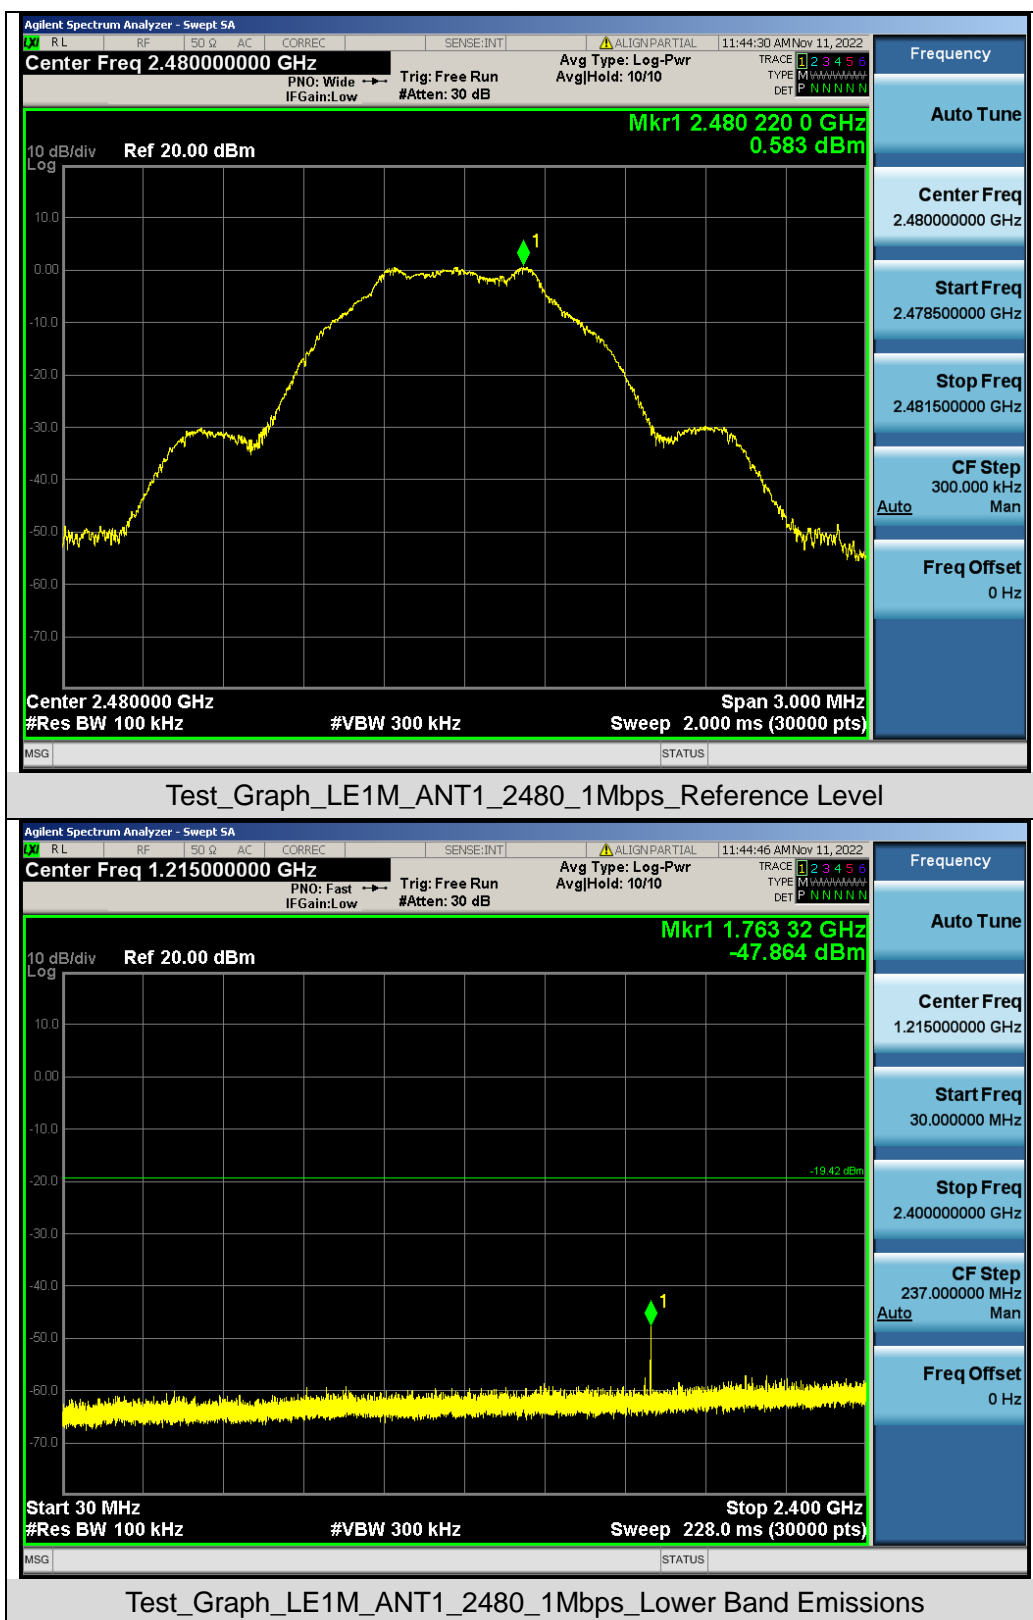 Agilent Spectrum Analyzer - Swept SA
LXI RL RF 50 Ω AC CORREC SENSE:INT ALIGN PARTIAL 11:44:30 AM Nov 11, 2022
Center Freq 2.480000000 GHz
PNO: Wide
IFGain:Low
Trig: Free Run
#Atten: 30 dB
Avg Type: Log-Pwr
Avg|Hold: 10/10
TRACE 1 2 3 4 5 6
TYPE M
DET P N N N N N
Mkr1 2.480 220 0 GHz
0.583 dBm
10 dB/div Ref 20.00 dBm
Log
10.0
0.00
-10.0
-20.0
-30.0
-40.0
-50.0
-60.0
-70.0
1
Center 2.480000 GHz Span 3.000 MHz
#Res BW 100 kHz #VBW 300 kHz Sweep 2.000 ms (30000 pts)
MSG STATUS
Frequency
Auto Tune
Center Freq
2.480000000 GHz
Start Freq
2.478500000 GHz
Stop Freq
2.481500000 GHz
CF Step
300.000 kHz
Auto Man
Freq Offset
0 Hz
Test_Graph_LE1M_ANT1_2480_1Mbps_Reference Level
Agilent Spectrum Analyzer - Swept SA
LXI RL RF 50 Ω AC CORREC SENSE:INT ALIGN PARTIAL 11:44:46 AM Nov 11, 2022
Center Freq 1.215000000 GHz
PNO: Fast
IFGain:Low
Trig: Free Run
#Atten: 30 dB
Avg Type: Log-Pwr
Avg|Hold: 10/10
TRACE 1 2 3 4 5 6
TYPE M
DET P N N N N N
Mkr1 1.763 32 GHz
-47.864 dBm
10 dB/div Ref 20.00 dBm
Log
10.0
0.00
-10.0
-20.0
-30.0
-40.0
-50.0
-60.0
-70.0
-19.42 dBm
1
Start 30 MHz Stop 2.400 GHz
#Res BW 100 kHz #VBW 300 kHz Sweep 228.0 ms (30000 pts)
MSG STATUS
Frequency
Auto Tune
Center Freq
1.215000000 GHz
Start Freq
30.000000 MHz
Stop Freq
2.400000000 GHz
CF Step
237.000000 MHz
Auto Man
Freq Offset
0 Hz
Test_Graph_LE1M_ANT1_2480_1Mbps_Lower Band Emissions